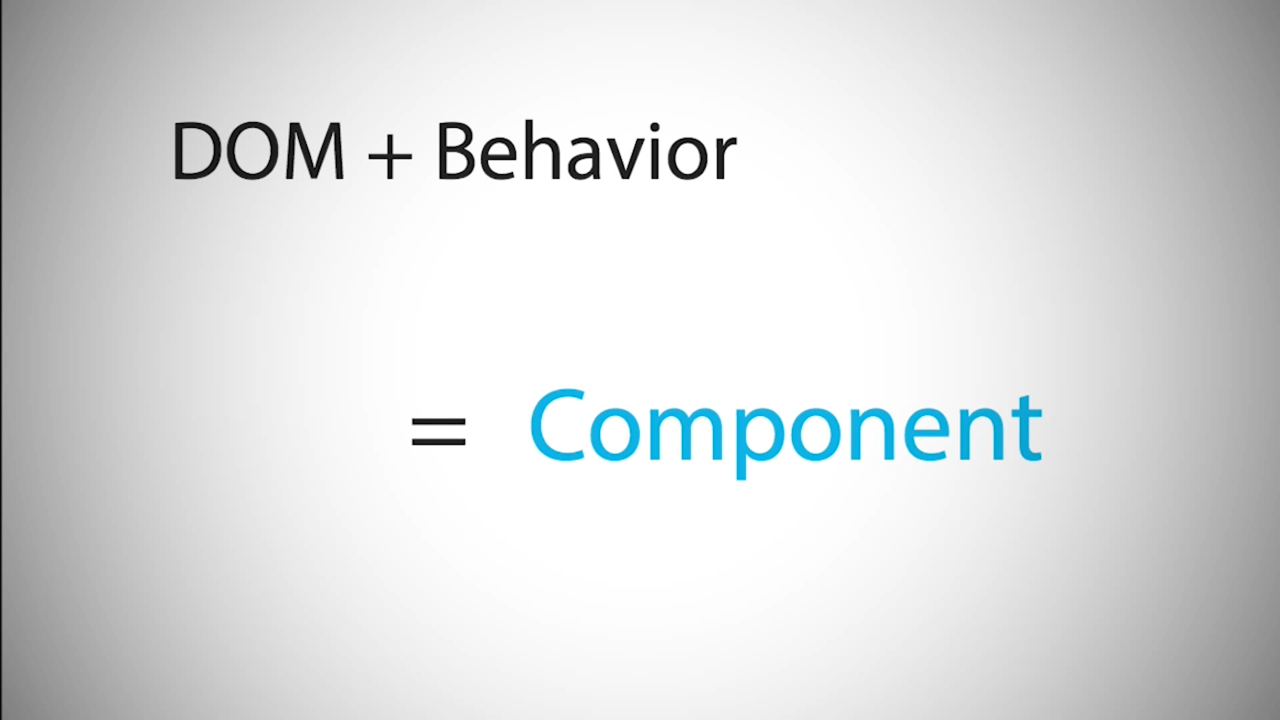 DOM + Behavior
= Component